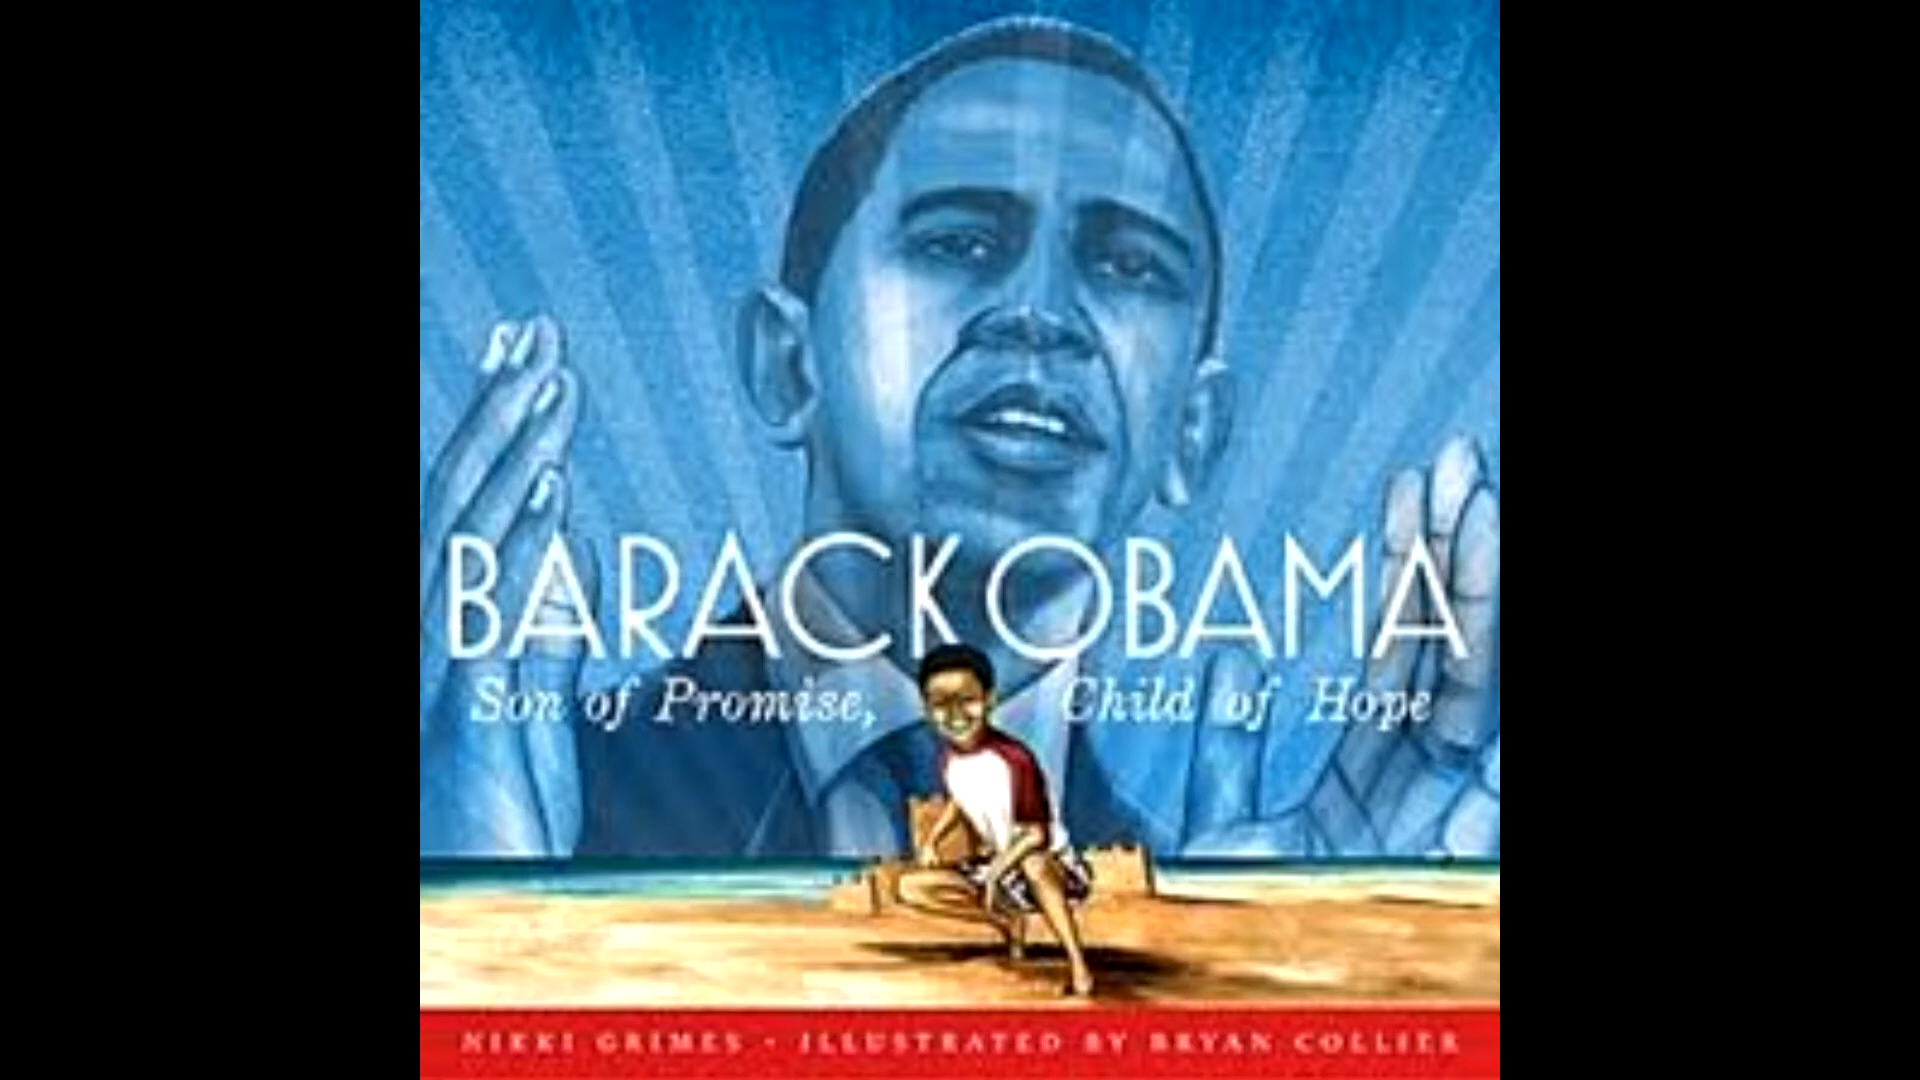 BARACK OBAMA
Son of Promise, Child of Hope
NIKKI GRIMES • ILLUSTRATED BY BRYAN COLLIER